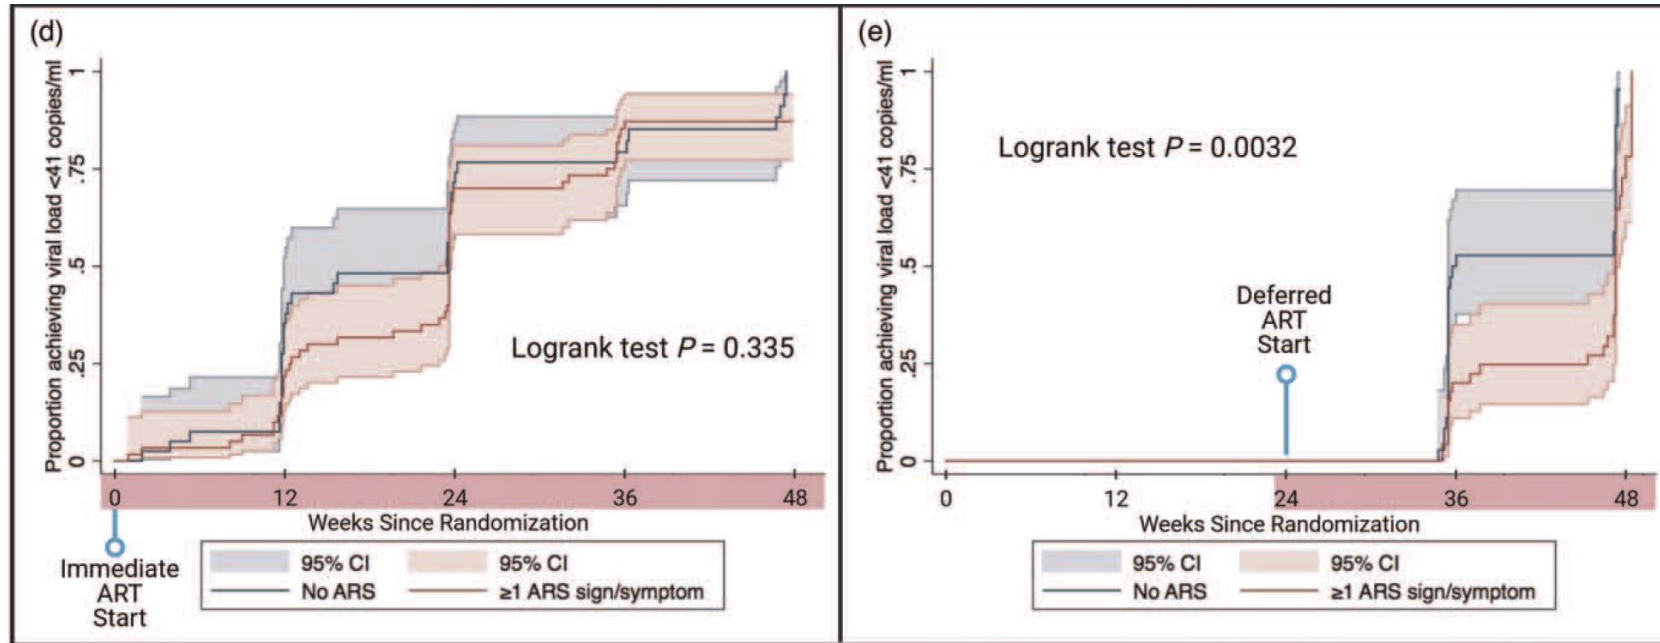 (d)
Proportion achieving viral load <41 copies/ml
1
.75
.5
.25
0
Logrank test P = 0.335
0 12 24 36 48
Weeks Since Randomization
Immediate
ART
Start
95% CI 95% CI
No ARS ≥1 ARS sign/symptom
(e)
Proportion achieving viral load <41 copies/ml
1
.75
.5
.25
0
Logrank test P = 0.0032
Deferred
ART
Start
0 12 24 36 48
Weeks Since Randomization
95% CI 95% CI
No ARS ≥1 ARS sign/symptom